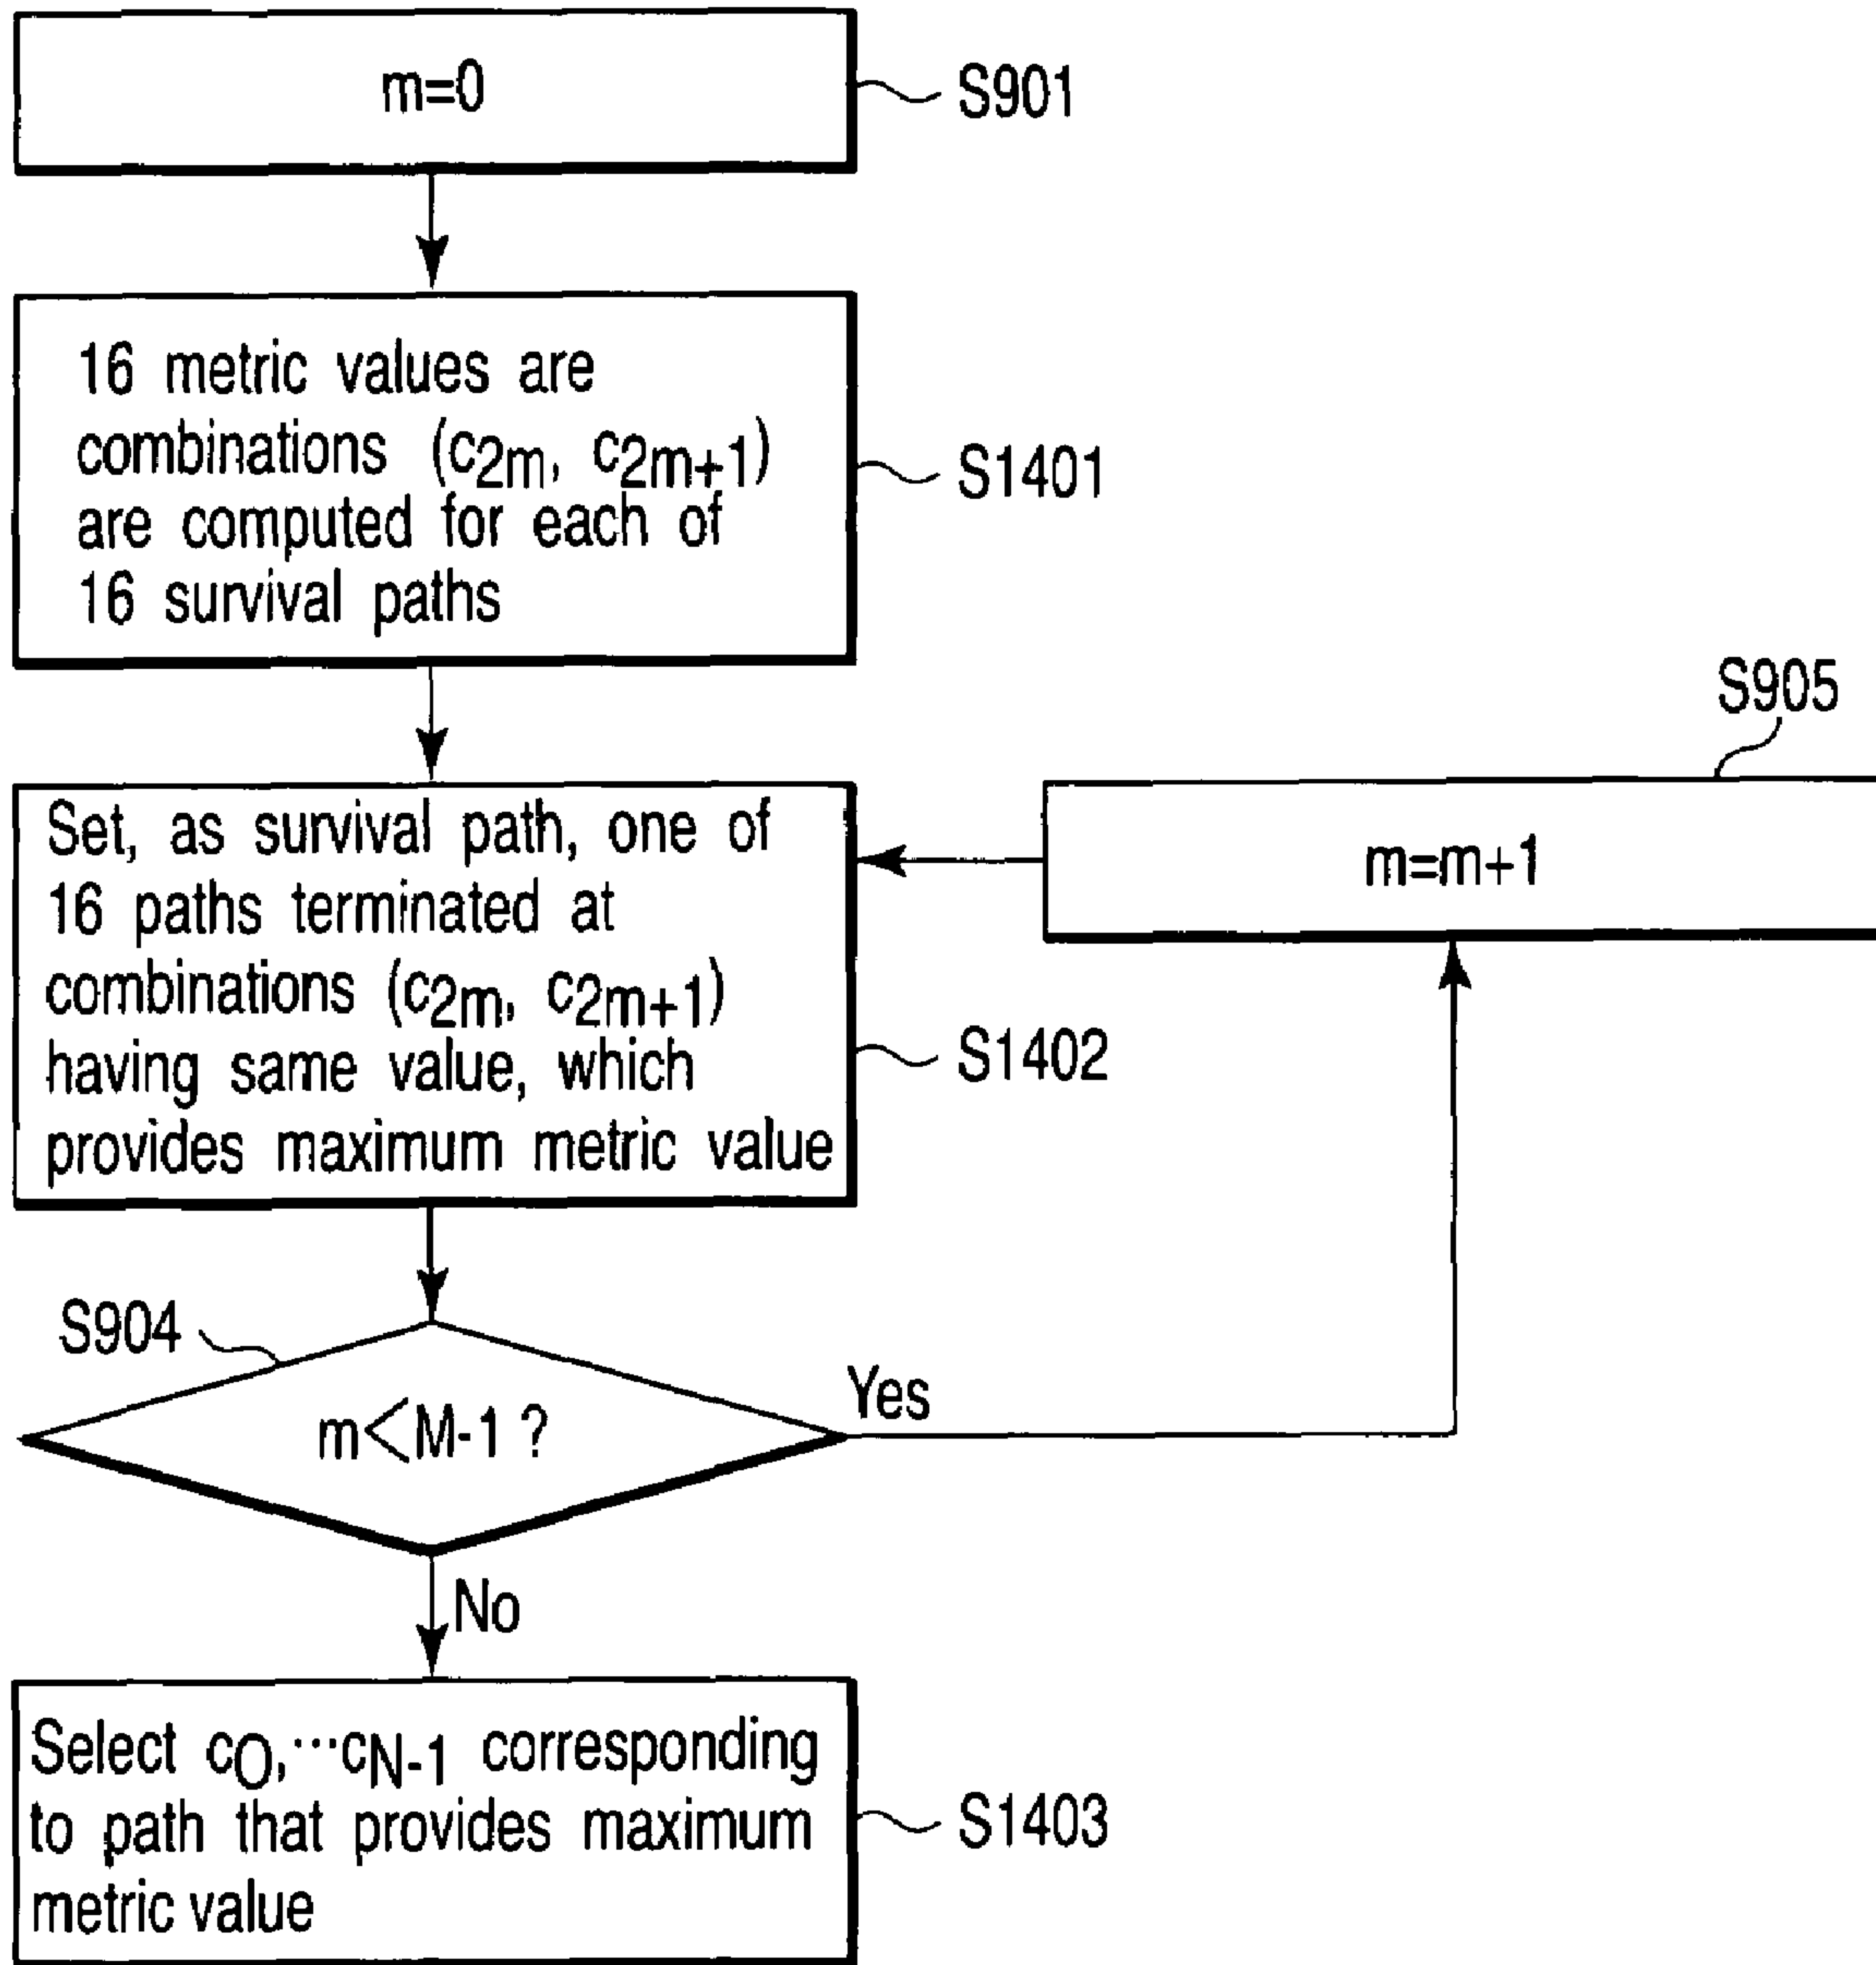 m=0
S901
16 metric values are
combinations (c2m, c2m+1)
are computed for each of
16 survival paths
S1401
S905
m=m+1
Set, as survival path, one of
16 paths terminated at
combinations (c2m, c2m+1)
having same value, which
provides maximum metric value
S1402
S904
m<M-1 ?
Yes
No
Select c0,···cN-1 corresponding
to path that provides maximum
metric value
S1403